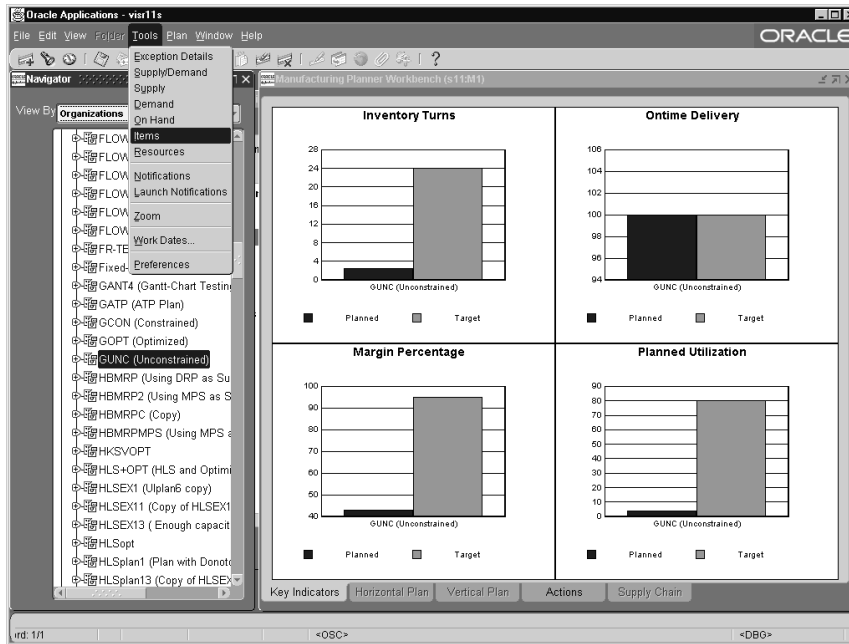 Oracle Applications - visr11s
File Edit View Folder Tools Plan Window Help
ORACLE
Exception Details
Supply/Demand
Supply
Demand
On Hand
Items
Resources
Notifications
Launch Notifications
Zoom
Work Dates...
Preferences
Navigator
View By
Organizations
FLOW
FLOW
FLOW
FLOW
FLOW
FLOW
FR-TE
Fixed-
GANT4 (Gantt-Chart Testing
GATP (ATP Plan)
GCON (Constrained)
GOPT (Optimized)
GUNC (Unconstrained)
HBMRP (Using DRP as Su
HBMRP2 (Using MPS as S
HBMRPC (Copy)
HBMRPMPS (Using MPS a
HKSVOPT
HLS+OPT (HLS and Optimi
HLSEX1 (Ulplan6 copy)
HLSEX11 (Copy of HLSEX1
HLSEX13 ( Enough capacit
HLSopt
HLSplan1 (Plan with Donoto
HLSplan13 (Copy of HLSEX
Manufacturing Planner Workbench (s11:M1)
Inventory Turns
28
24
20
16
12
8
4
0
GUNC (Unconstrained)
Planned Target
Ontime Delivery
106
104
102
100
98
96
94
GUNC (Unconstrained)
Planned Target
Margin Percentage
100
90
80
70
60
50
40
GUNC (Unconstrained)
Planned Target
Planned Utilization
90
80
70
60
50
40
30
20
10
0
GUNC (Unconstrained)
Planned Target
Key Indicators Horizontal Plan Vertical Plan Actions Supply Chain
rd: 1/1 <OSC> <DBG>